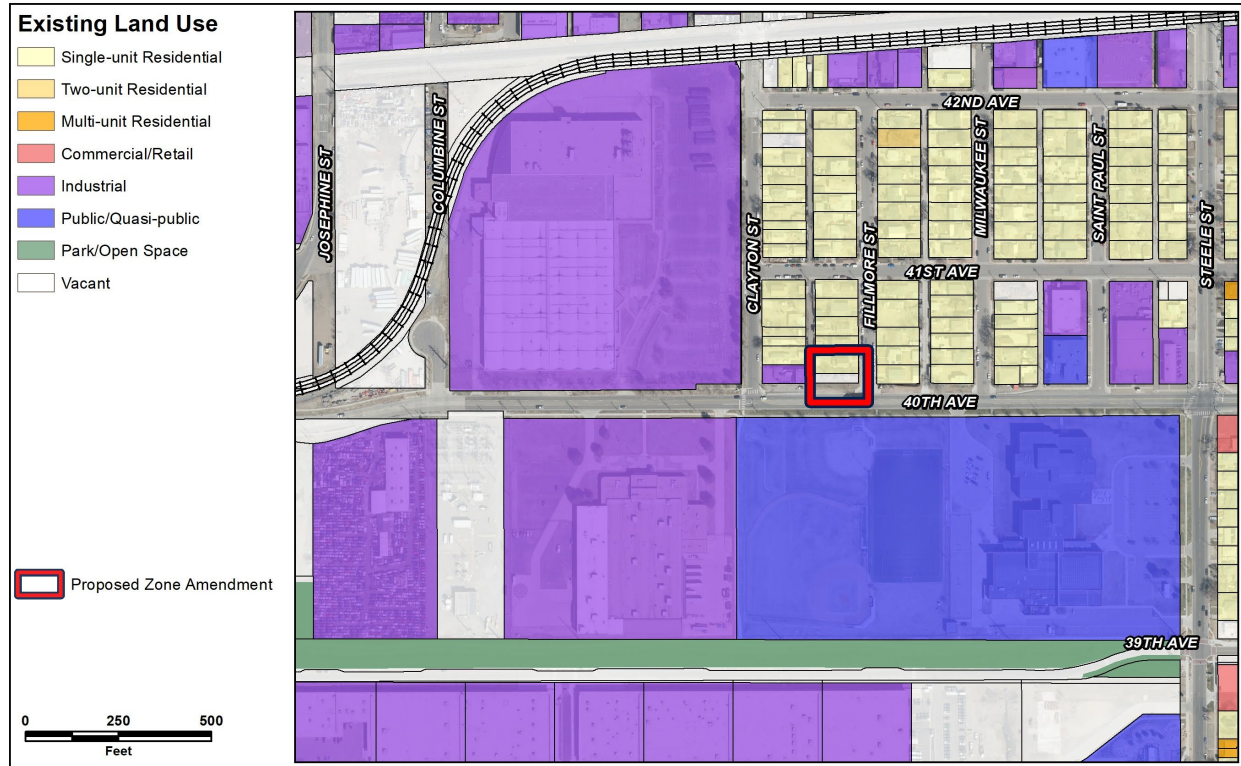 Existing Land Use
Single-unit Residential
Two-unit Residential
Multi-unit Residential
Commercial/Retail
Industrial
Public/Quasi-public
Park/Open Space
Vacant
Proposed Zone Amendment
0 250 500
Feet
JOSEPHINE ST
COLUMBINE ST
CLAYTON ST
FILLMORE ST
MILWAUKEE ST
SAINT PAUL ST
STEELE ST
42ND AVE
41ST AVE
40TH AVE
39TH AVE